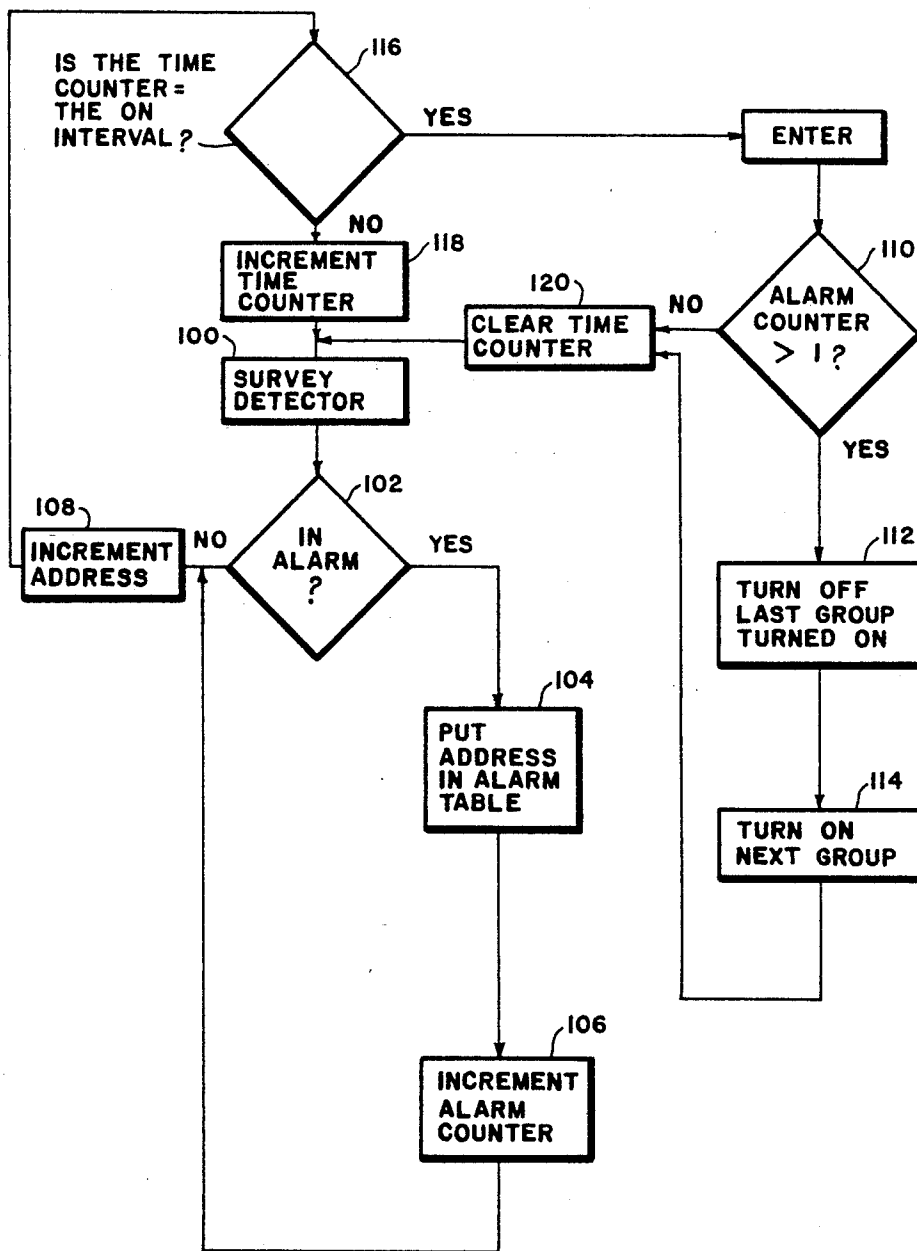 116
IS THE TIME
COUNTER =
THE ON
INTERVAL?
YES
ENTER
NO
118
INCREMENT
TIME
COUNTER
110
ALARM
COUNTER
> 1?
NO
YES
120
CLEAR TIME
COUNTER
100
SURVEY
DETECTOR
102
IN
ALARM
?
NO
YES
108
INCREMENT
ADDRESS
112
TURN OFF
LAST GROUP
TURNED ON
104
PUT
ADDRESS
IN ALARM
TABLE
114
TURN ON
NEXT GROUP
106
INCREMENT
ALARM
COUNTER